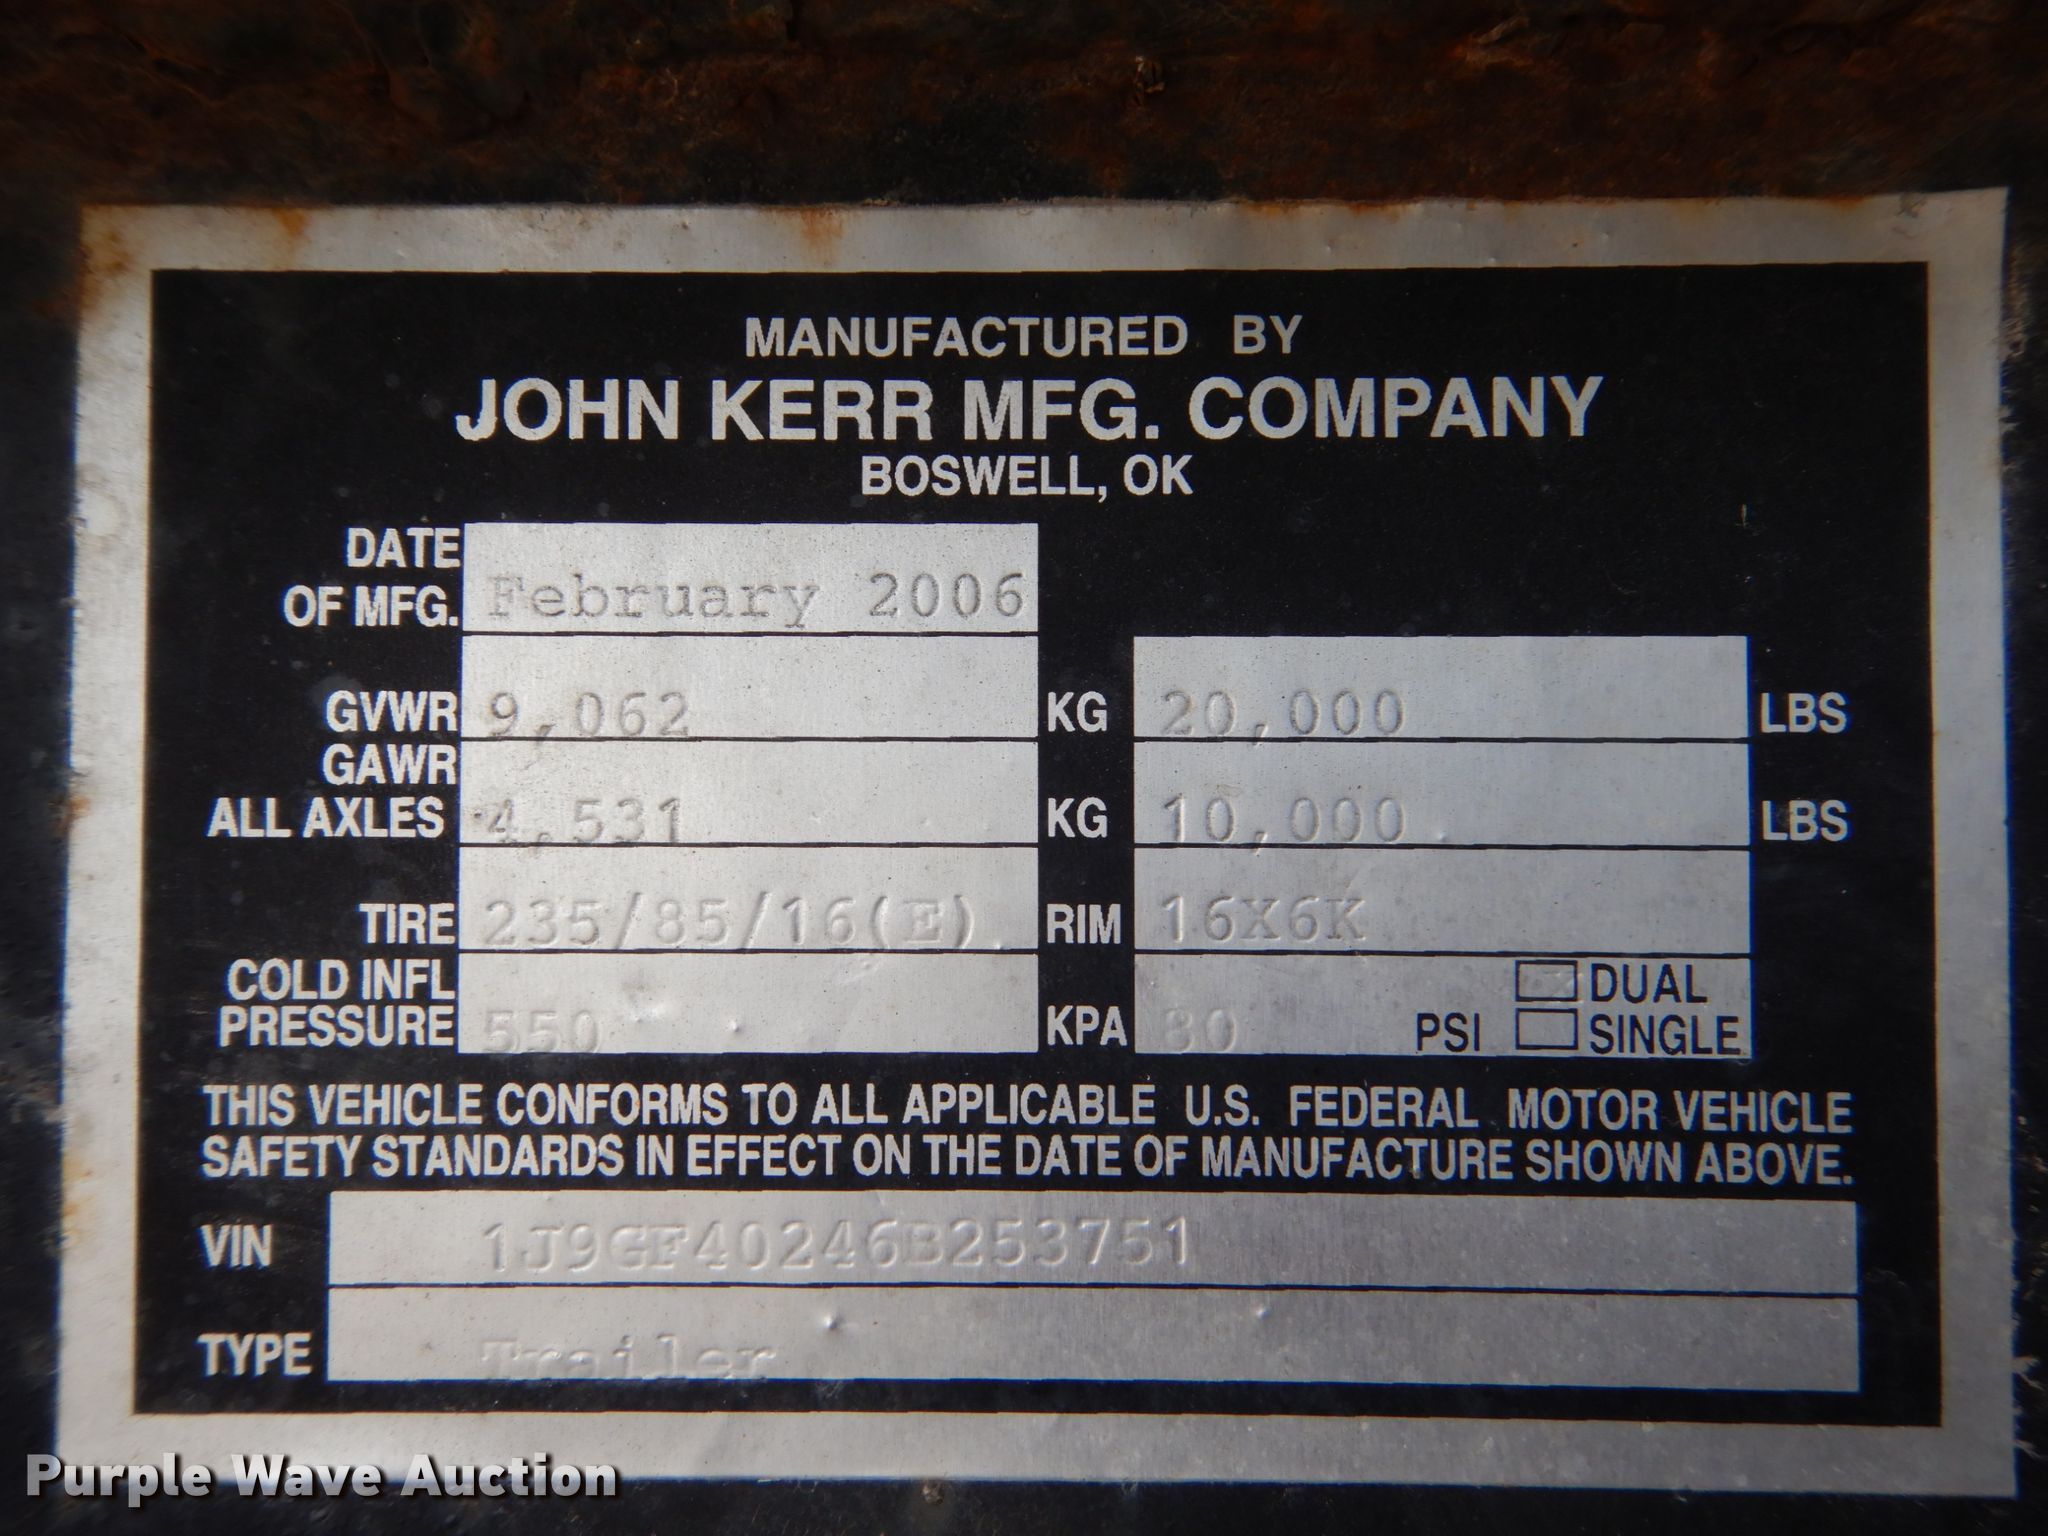 MANUFACTURED BY
JOHN KERR MFG. COMPANY
BOSWELL, OK
DATE OF MFG. February 2006
GVWR 9,062 KG 20,000 LBS
GAWR ALL AXLES 4,531 KG 10,000 LBS
TIRE 235/85/16(E) RIM 16X6K
COLD INFL PRESSURE 550 KPA 80 PSI DUAL SINGLE
THIS VEHICLE CONFORMS TO ALL APPLICABLE U.S. FEDERAL MOTOR VEHICLE
SAFETY STANDARDS IN EFFECT ON THE DATE OF MANUFACTURE SHOWN ABOVE.
VIN 1J9GF40246B253751
TYPE Trailer
Purple Wave Auction